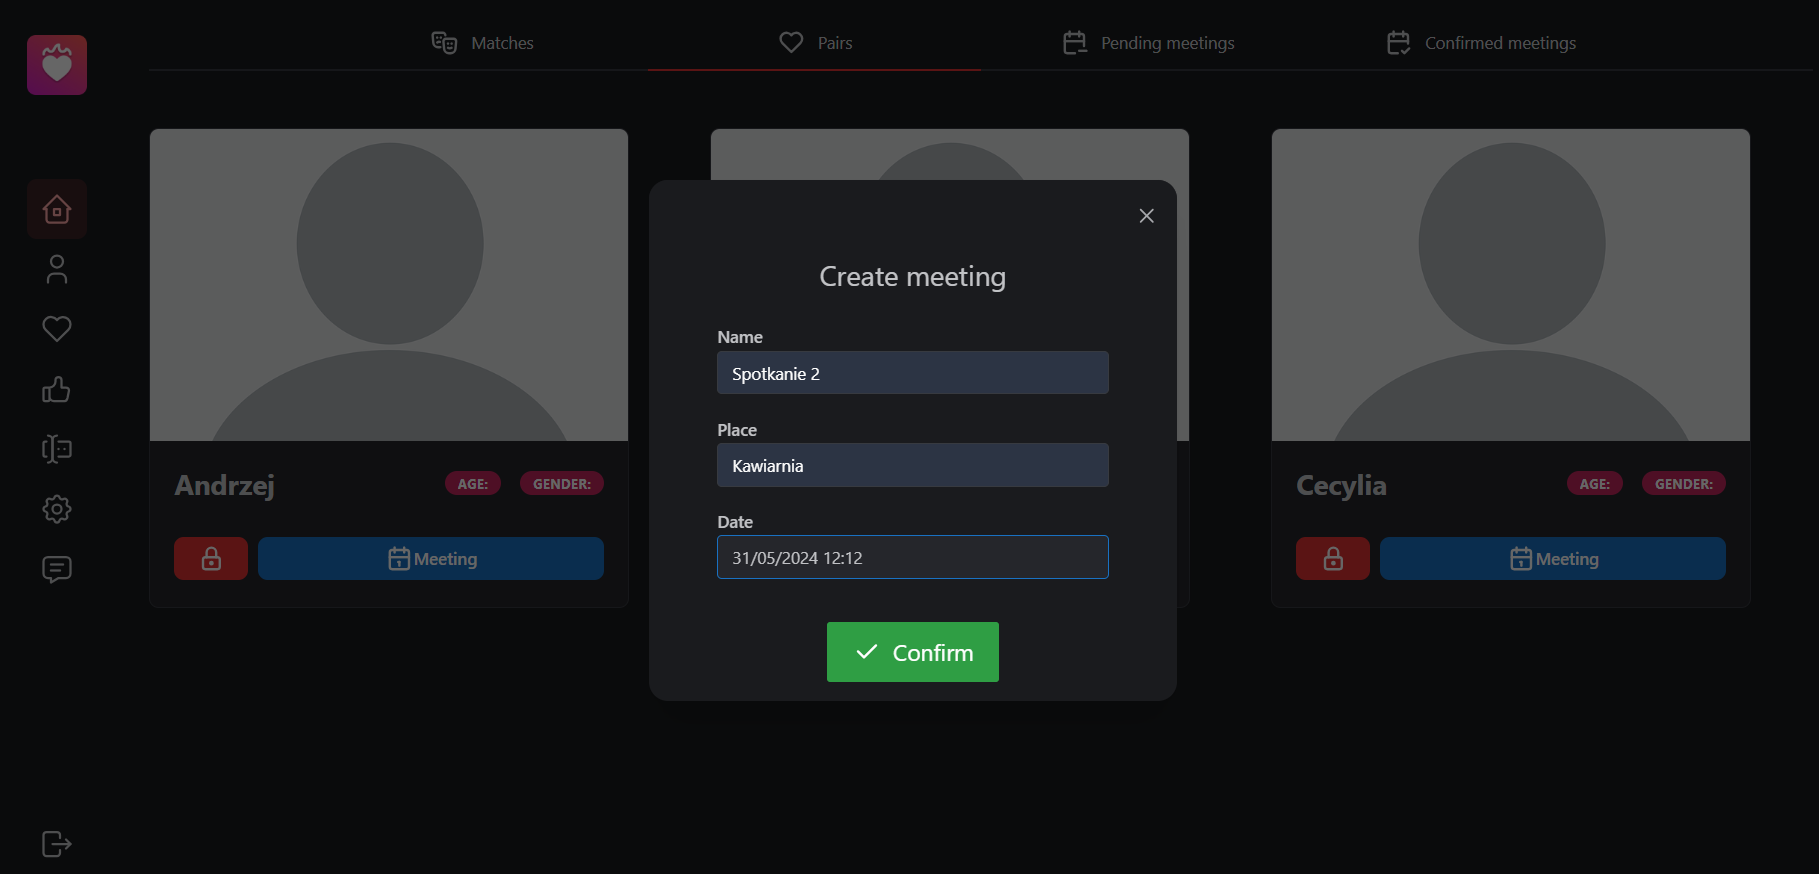 Matches
Pairs
Pending meetings
Confirmed meetings
Create meeting
Name
Spotkanie 2
Place
Kawiarnia
Date
31/05/2024 12:12
Confirm
Andrzej
AGE:
GENDER:
Meeting
Cecylia
AGE:
GENDER:
Meeting